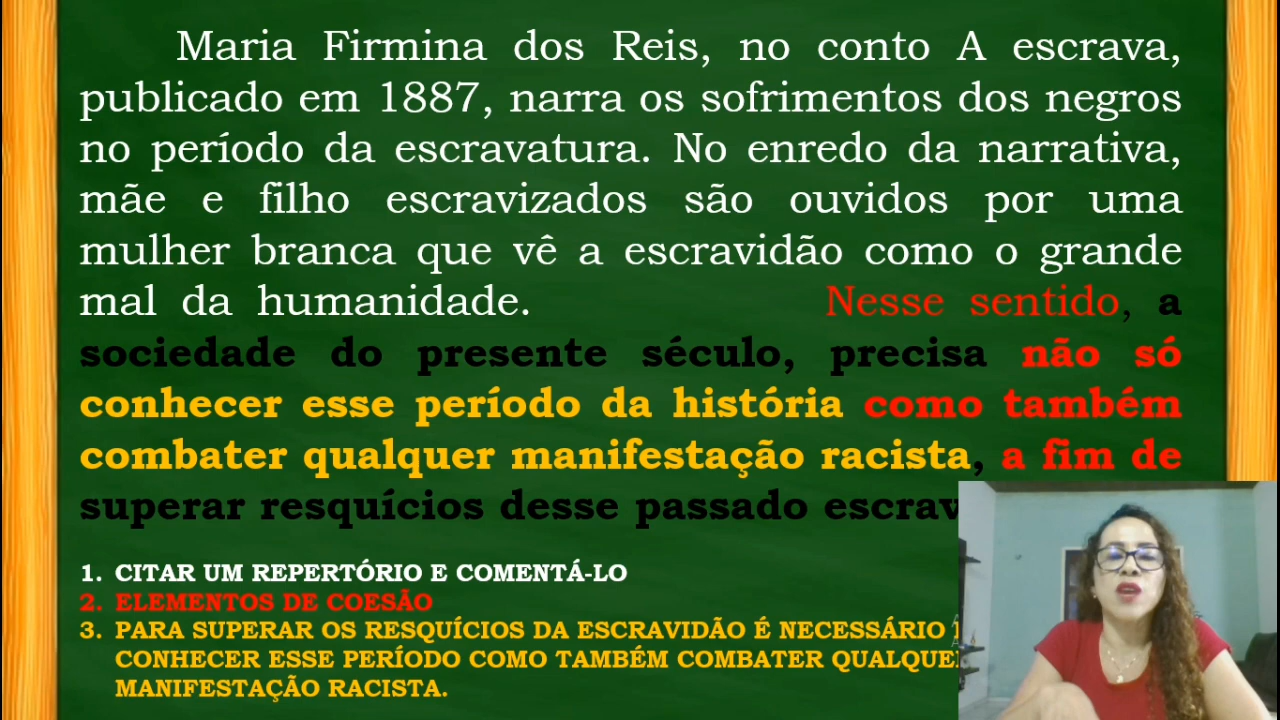 Maria Firmina dos Reis, no conto A escrava,
publicado em 1887, narra os sofrimentos dos negros
no período da escravatura. No enredo da narrativa,
mãe e filho escravizados são ouvidos por uma
mulher branca que vê a escravidão como o grande
mal da humanidade. Nesse sentido, a
sociedade do presente século, precisa não só
conhecer esse período da história como também
combater qualquer manifestação racista, a fim de
superar resquícios desse passado
1. CITAR UM REPERTÓRIO E COMENTÁ-LO
2. ELEMENTOS DE COESÃO
3. PARA SUPERAR OS RESQUÍCIOS DA ESCRAVIDÃO É NECESSÁRIO
CONHECER ESSE PERÍODO COMO TAMBÉM COMBATER
MANIFESTAÇÃO RACISTA.